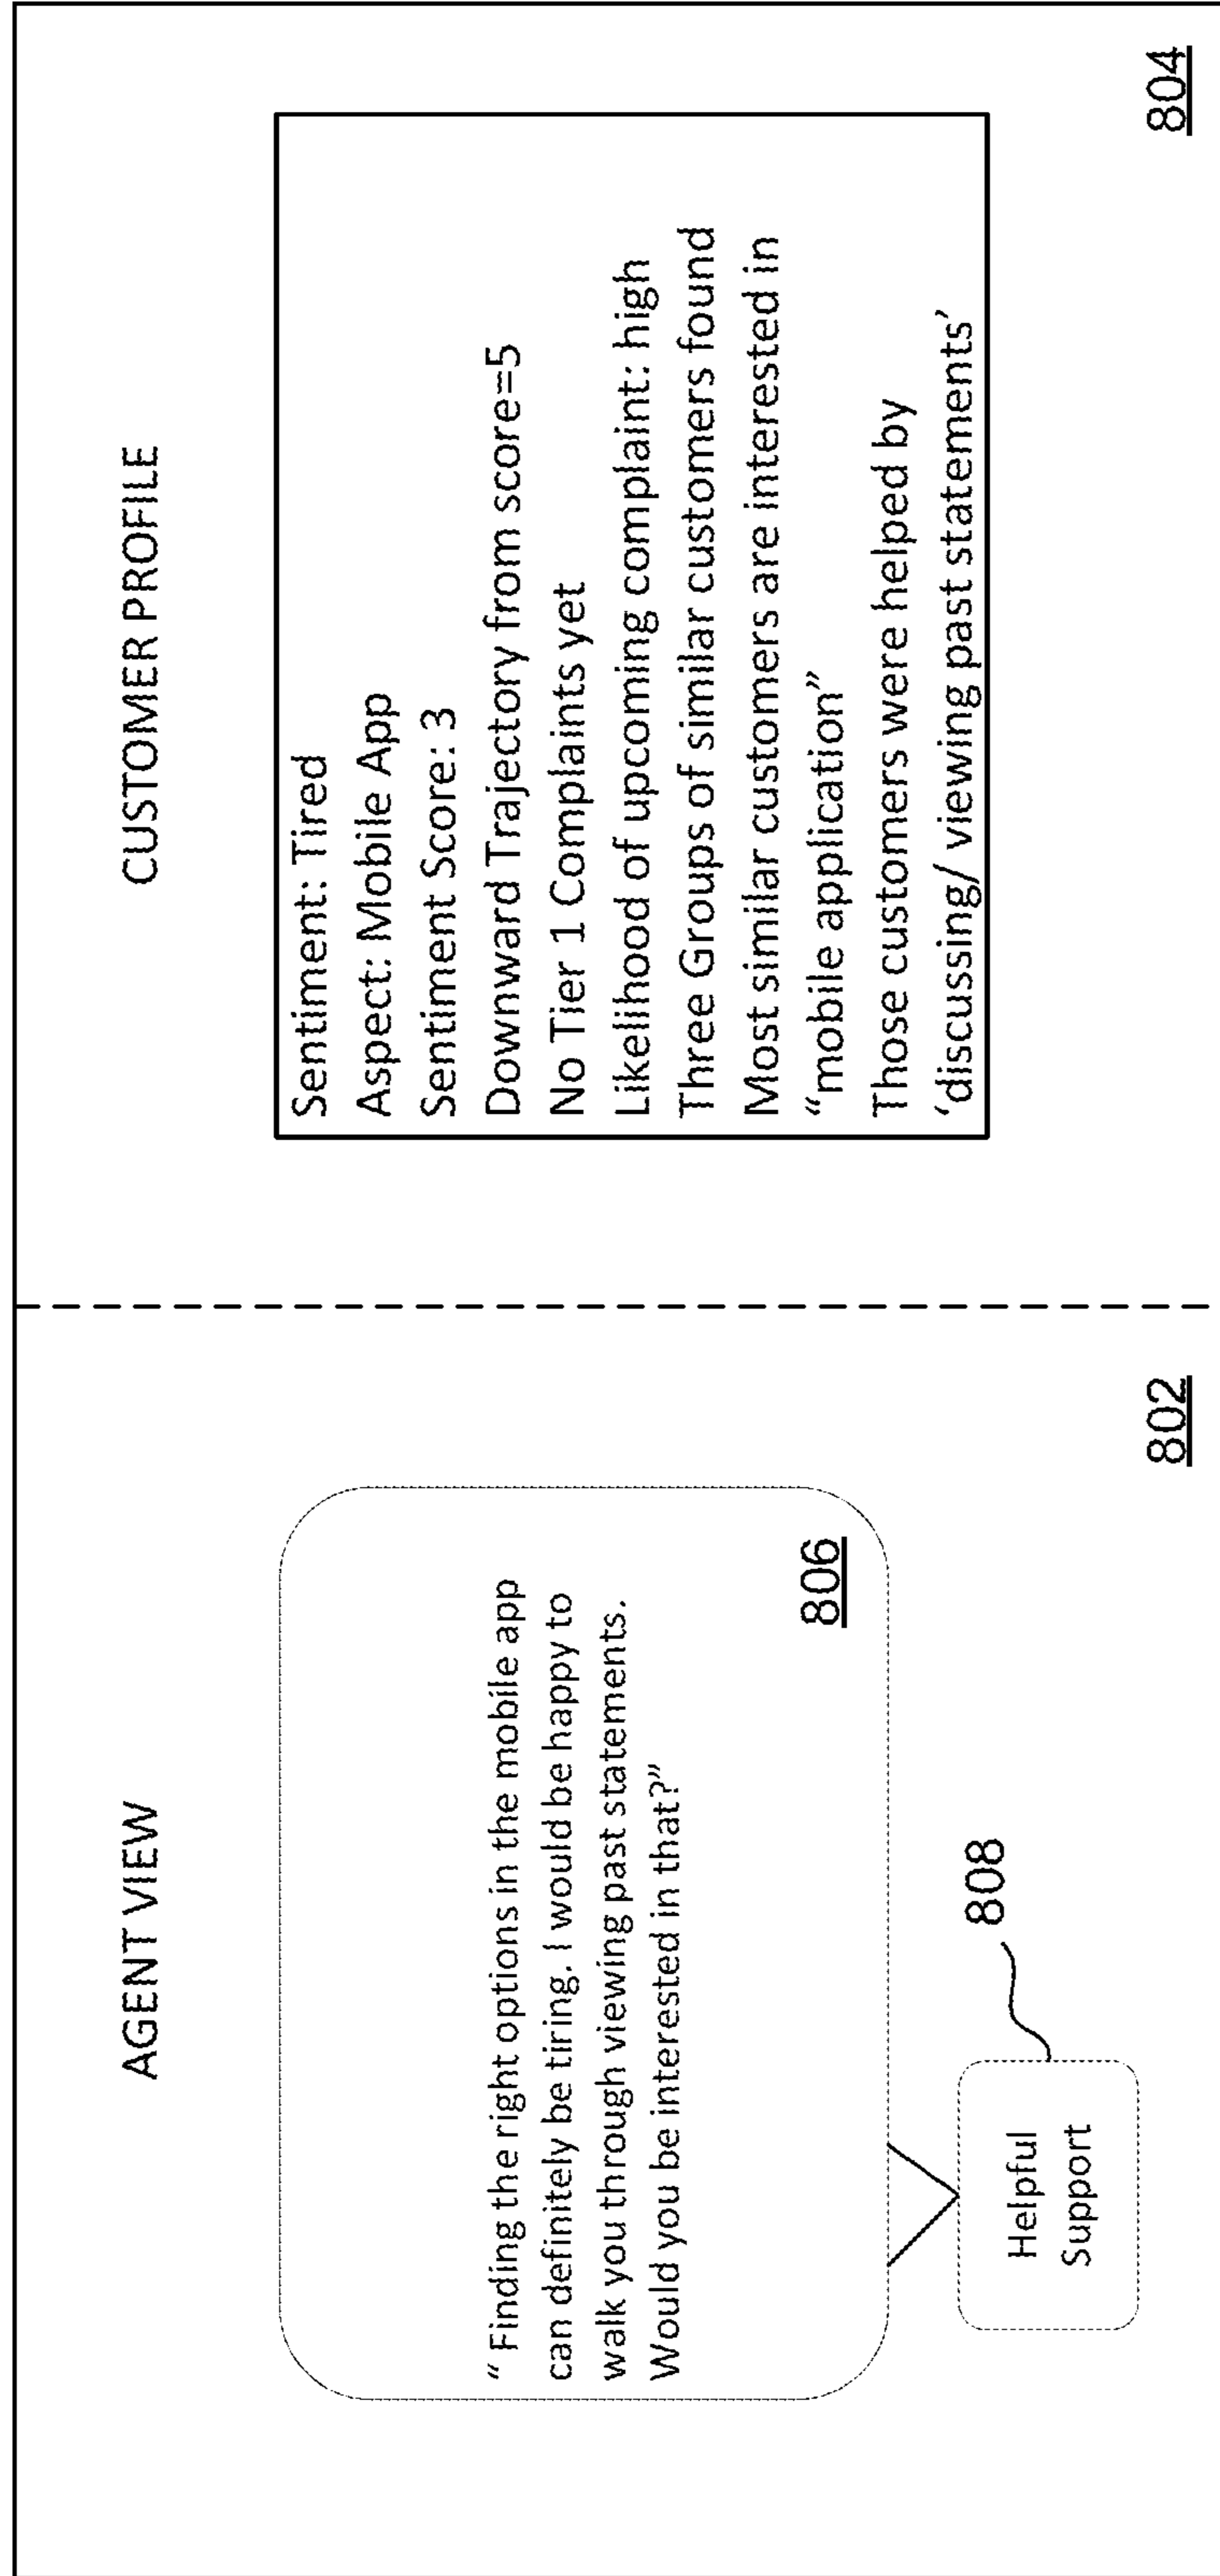 AGENT VIEW
“ Finding the right options in the mobile app
can definitely be tiring. I would be happy to
walk you through viewing past statements.
Would you be interested in that?”
806
Helpful
Support
808
802
CUSTOMER PROFILE
Sentiment: Tired
Aspect: Mobile App
Sentiment Score: 3
Downward Trajectory from score=5
No Tier 1 Complaints yet
Likelihood of upcoming complaint: high
Three Groups of similar customers found
Most similar customers are interested in
“mobile application”
Those customers were helped by
‘discussing/ viewing past statements’
804